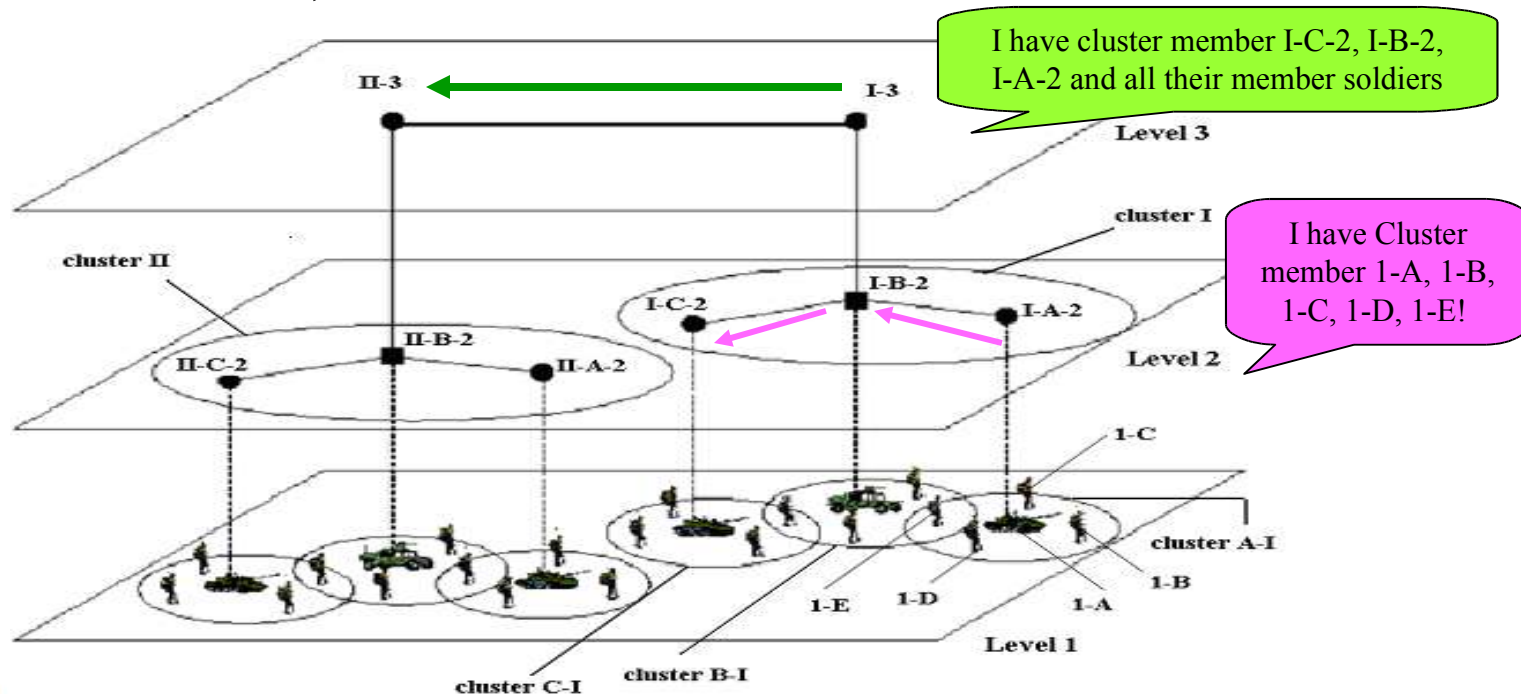 I have cluster member I-C-2, I-B-2,
I-A-2 and all their member soldiers
II-3
I-3
Level 3
cluster I
I have Cluster
member 1-A, 1-B,
1-C, 1-D, 1-E!
cluster II
I-B-2
I-C-2
I-A-2
II-B-2
II-C-2
II-A-2
Level 2
1-C
cluster A-I
1-B
1-E
1-D
1-A
Level 1
cluster B-I
cluster C-I